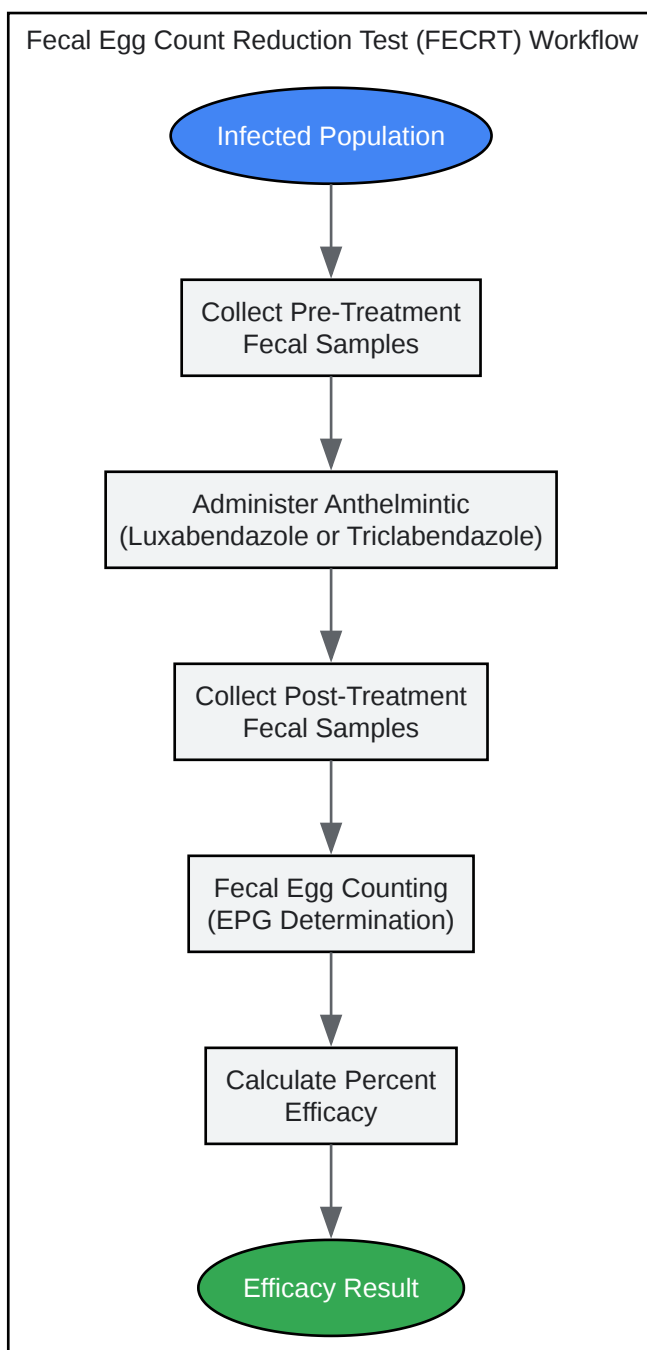 Fecal Egg Count Reduction Test (FECRT) Workflow
Infected Population
Collect Pre-Treatment
Fecal Samples
Administer Anthelmintic
(Luxabendazole or Triclabendazole)
Collect Post-Treatment
Fecal Samples
Fecal Egg Counting
(EPG Determination)
Calculate Percent
Efficacy
Efficacy Result